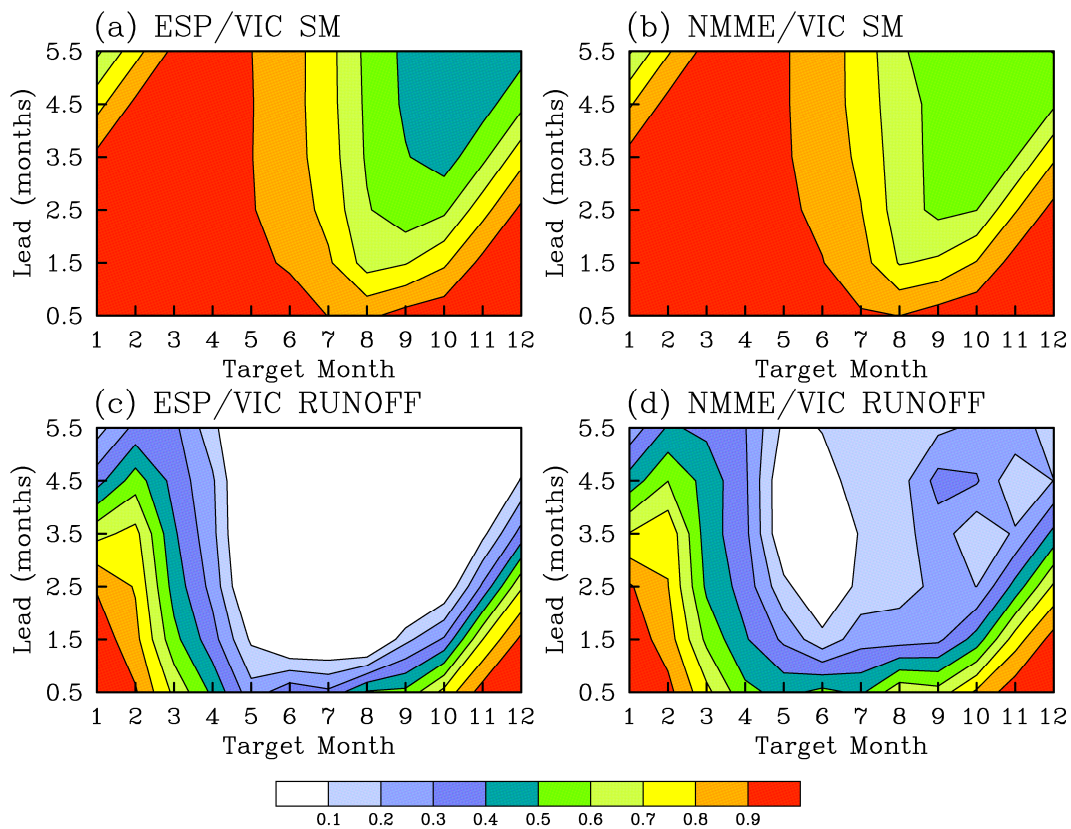 (a) ESP/VIC SM
(b) NMME/VIC SM
5.5
4.5
3.5
2.5
1.5
0.5
Lead (months)
1 2 3 4 5 6 7 8 9 10 11 12
Target Month
5.5
4.5
3.5
2.5
1.5
0.5
Lead (months)
1 2 3 4 5 6 7 8 9 10 11 12
Target Month
(c) ESP/VIC RUNOFF
(d) NMME/VIC RUNOFF
5.5
4.5
3.5
2.5
1.5
0.5
Lead (months)
1 2 3 4 5 6 7 8 9 10 11 12
Target Month
5.5
4.5
3.5
2.5
1.5
0.5
Lead (months)
1 2 3 4 5 6 7 8 9 10 11 12
Target Month
0.1 0.2 0.3 0.4 0.5 0.6 0.7 0.8 0.9